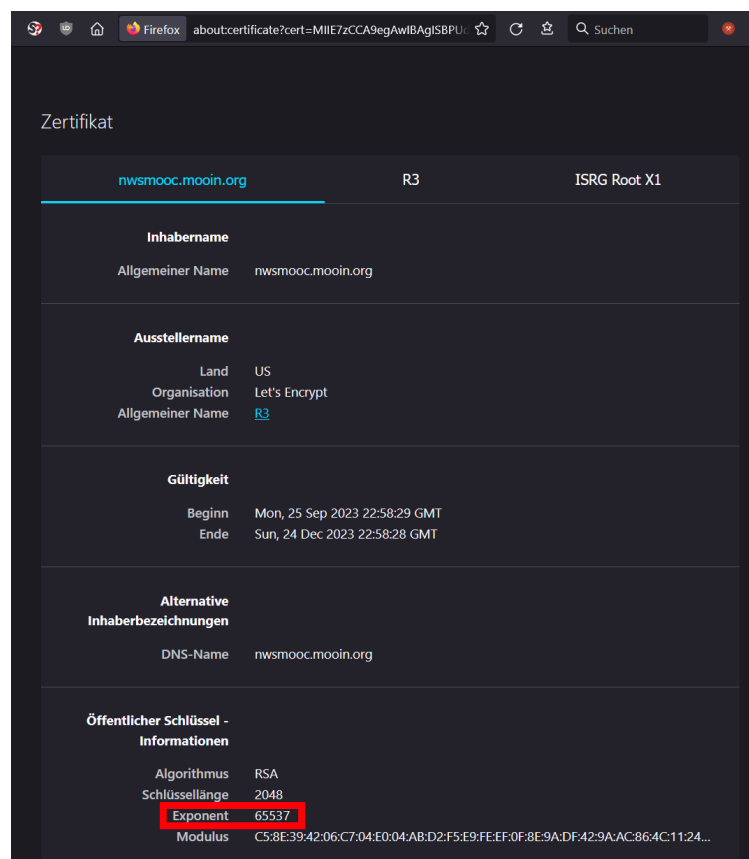 Firefox about:certificate?cert=MIIE7zCCA9egAwIBAgISBPU Suchen
Zertifikat
nwsmooc.mooin.org R3 ISRG Root X1
Inhabername
Allgemeiner Name nwsmooc.mooin.org
Ausstellername
Land US
Organisation Let's Encrypt
Allgemeiner Name R3
Gültigkeit
Beginn Mon, 25 Sep 2023 22:58:29 GMT
Ende Sun, 24 Dec 2023 22:58:28 GMT
Alternative
Inhaberbezeichnungen
DNS-Name nwsmooc.mooin.org
Öffentlicher Schlüssel -
Informationen
Algorithmus RSA
Schlüssellänge 2048
Exponent 65537
Modulus C5:8E:39:42:06:C7:04:E0:04:AB:D2:F5:E9:FE:EF:0F:8E:9A:DF:42:9A:AC:86:4C:11:24...